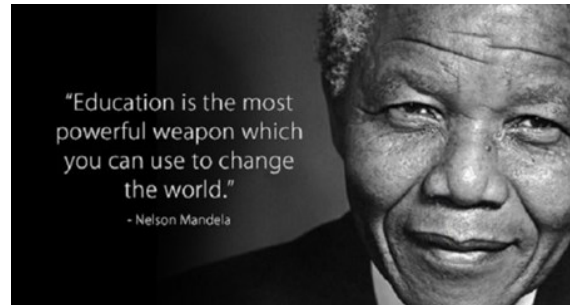 “Education is the most
powerful weapon which
you can use to change
the world.”
- Nelson Mandela